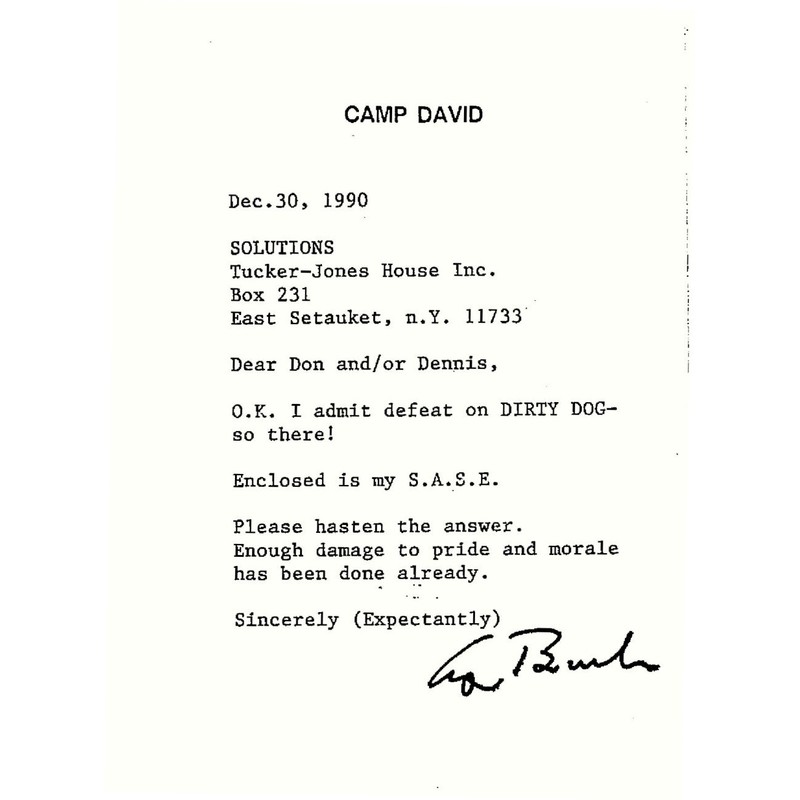 CAMP DAVID
Dec.30, 1990
SOLUTIONS
Tucker-Jones House Inc.
Box 231
East Setauket, n.Y. 11733
Dear Don and/or Dennis,
O.K. I admit defeat on DIRTY DOG-
so there!
Enclosed is my S.A.S.E.
Please hasten the answer.
Enough damage to pride and morale
has been done already.
Sincerely (Expectantly)